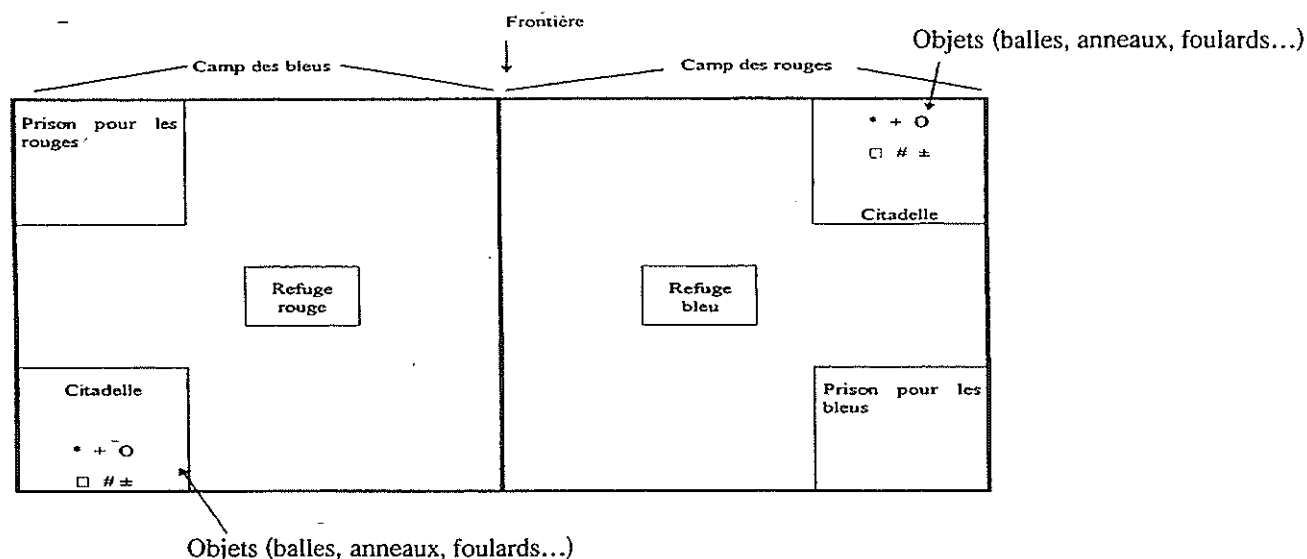 Frontière
Objets (balles, anneaux, foulards...)
Camp des bleus
Camp des rouges
Prison pour les
rouges
* + O
□ # ±
Citadelle
Refuge
rouge
Refuge
bleu
Citadelle
* + O
□ # ±
Prison pour les
bleus
Objets (balles, anneaux, foulards...)